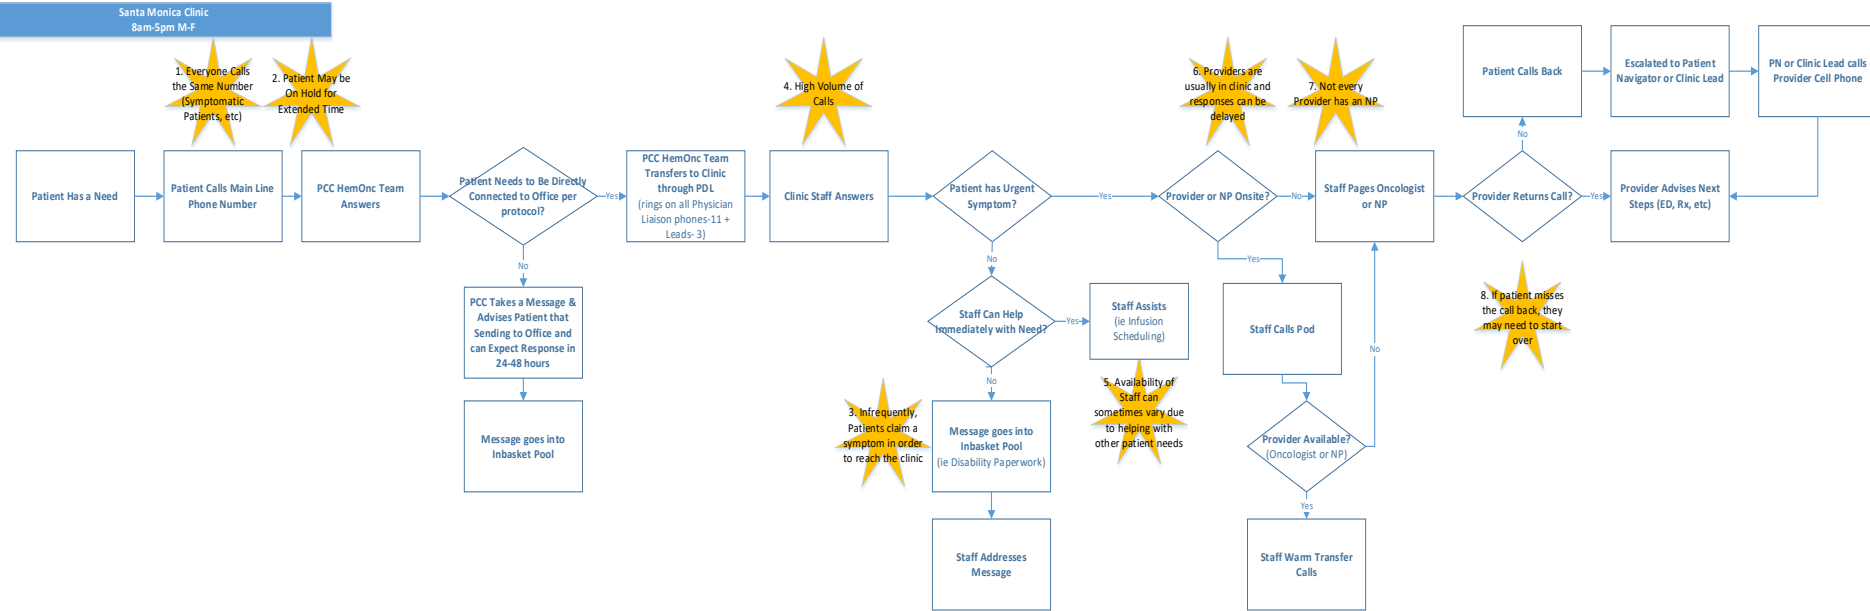 Santa Monica Clinic
8am-5pm M-F
1. Everyone Calls
the Same Number
(Symptomatic
Patients, etc)
2. Patient May be
On Hold for
Extended Time
4. High Volume of
Calls
6. Providers are
usually in clinic and
responses can be
delayed
7. Not every
Provider has an NP
Patient Calls Back
Escalated to Patient
Navigator or Clinic Lead
PN or Clinic Lead calls
Provider Cell Phone
No
Patient Has a Need
Patient Calls Main Line
Phone Number
PCC HemOnc Team
Answers
Patient Needs to Be Directly
Connected to Office per
protocol?
Yes
PCC HemOnc Team
Transfers to Clinic
through PDL
(rings on all Physician
Liaison phones-11 +
Leads- 3)
Clinic Staff Answers
Patient has Urgent
Symptom?
Yes
Provider or NP Onsite?
No
Staff Pages Oncologist
or NP
Provider Returns Call?
Yes
Provider Advises Next
Steps (ED, Rx, etc)
No
No
Yes
PCC Takes a Message &
Advises Patient that
Sending to Office and
can Expect Response in
24-48 hours
Staff Can Help
Immediately with Need?
Yes
Staff Assists
(ie Infusion
Scheduling)
Staff Calls Pod
8. If patient misses
the call back, they
may need to start
over
No
No
Message goes into
Inbasket Pool
3. Infrequently,
Patients claim a
symptom in order
to reach the clinic
Message goes into
Inbasket Pool
(ie Disability Paperwork)
5. Availability of
Staff can
sometimes vary due
to helping with
other patient needs
Provider Available?
(Oncologist or NP)
Yes
Staff Addresses
Message
Staff Warm Transfer
Calls